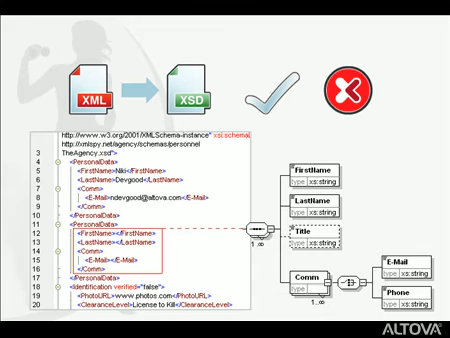 XML
XSD
http://www.w3.org/2001/XMLSchema-instance" xsi:schemaL
http://xmlspy.net/agency/schemas/personnel
TheAgency.xsd">
4 <PersonalData>
5 <FirstName>Niki</FirstName>
6 <LastName>Devgood</LastName>
7 <Comm>
8 <E-Mail>ndevgood@altova.com</E-Mail>
9 </Comm>
10 </PersonalData>
11 <PersonalData>
12 <FirstName></FirstName>
13 <LastName></LastName>
14 <Comm>
15 <E-Mail></E-Mail>
16 </Comm>
17 </PersonalData>
18 <Identification verified="false">
19 <PhotoURL>www.photos.com</PhotoURL>
20 <ClearanceLevel>License to Kill</ClearanceLevel>
FirstName
type xs:string
LastName
type xs:string
Title
type xs:string
1..∞
Comm
1..∞
E-Mail
type xs:string
Phone
type xs:string
ALTOVA®